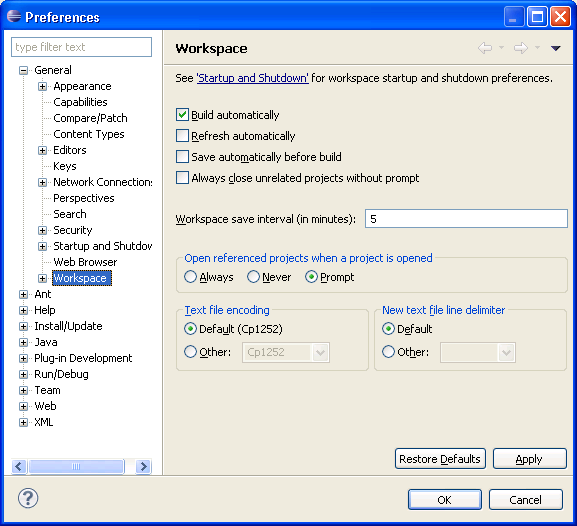 Preferences
type filter text
General
Appearance
Capabilities
Compare/Patch
Content Types
Editors
Keys
Network Connections
Perspectives
Search
Security
Startup and Shutdow
Web Browser
Workspace
Ant
Help
Install/Update
Java
Plug-in Development
Run/Debug
Team
Web
XML
Workspace
See 'Startup and Shutdown' for workspace startup and shutdown preferences.
Build automatically
Refresh automatically
Save automatically before build
Always close unrelated projects without prompt
Workspace save interval (in minutes): 5
Open referenced projects when a project is opened
Always Never Prompt
Text file encoding
Default (Cp1252)
Other: Cp1252
New text file line delimiter
Default
Other:
Restore Defaults Apply
? OK Cancel